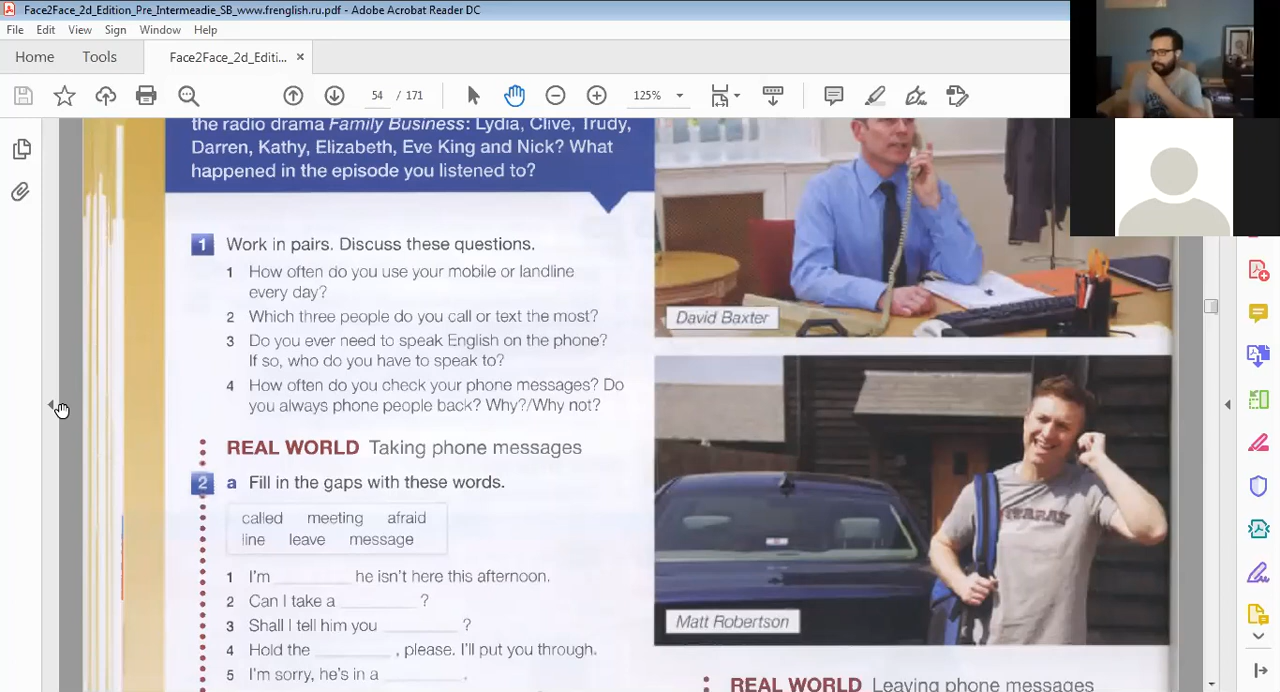 Face2Face_2d_Edition_Pre_Intermeadie_SB_www.frenglish.ru.pdf - Adobe Acrobat Reader DC
File Edit View Sign Window Help
Home Tools Face2Face_2d_Editi... ×
54 / 171 125%
the radio drama Family Business: Lydia, Clive, Trudy,
Darren, Kathy, Elizabeth, Eve King and Nick? What
happened in the episode you listened to?
1 Work in pairs. Discuss these questions.
1 How often do you use your mobile or landline
every day?
2 Which three people do you call or text the most?
3 Do you ever need to speak English on the phone?
If so, who do you have to speak to?
4 How often do you check your phone messages? Do
you always phone people back? Why?/Why not?
REAL WORLD Taking phone messages
2 a Fill in the gaps with these words.
called meeting afraid
line leave message
1 I'm ________ he isn't here this afternoon.
2 Can I take a ________ ?
3 Shall I tell him you ________ ?
4 Hold the ________ , please. I'll put you through.
5 I'm sorry, he's in a ________ .
David Baxter
Matt Robertson
REAL WORLD Leaving phone messages